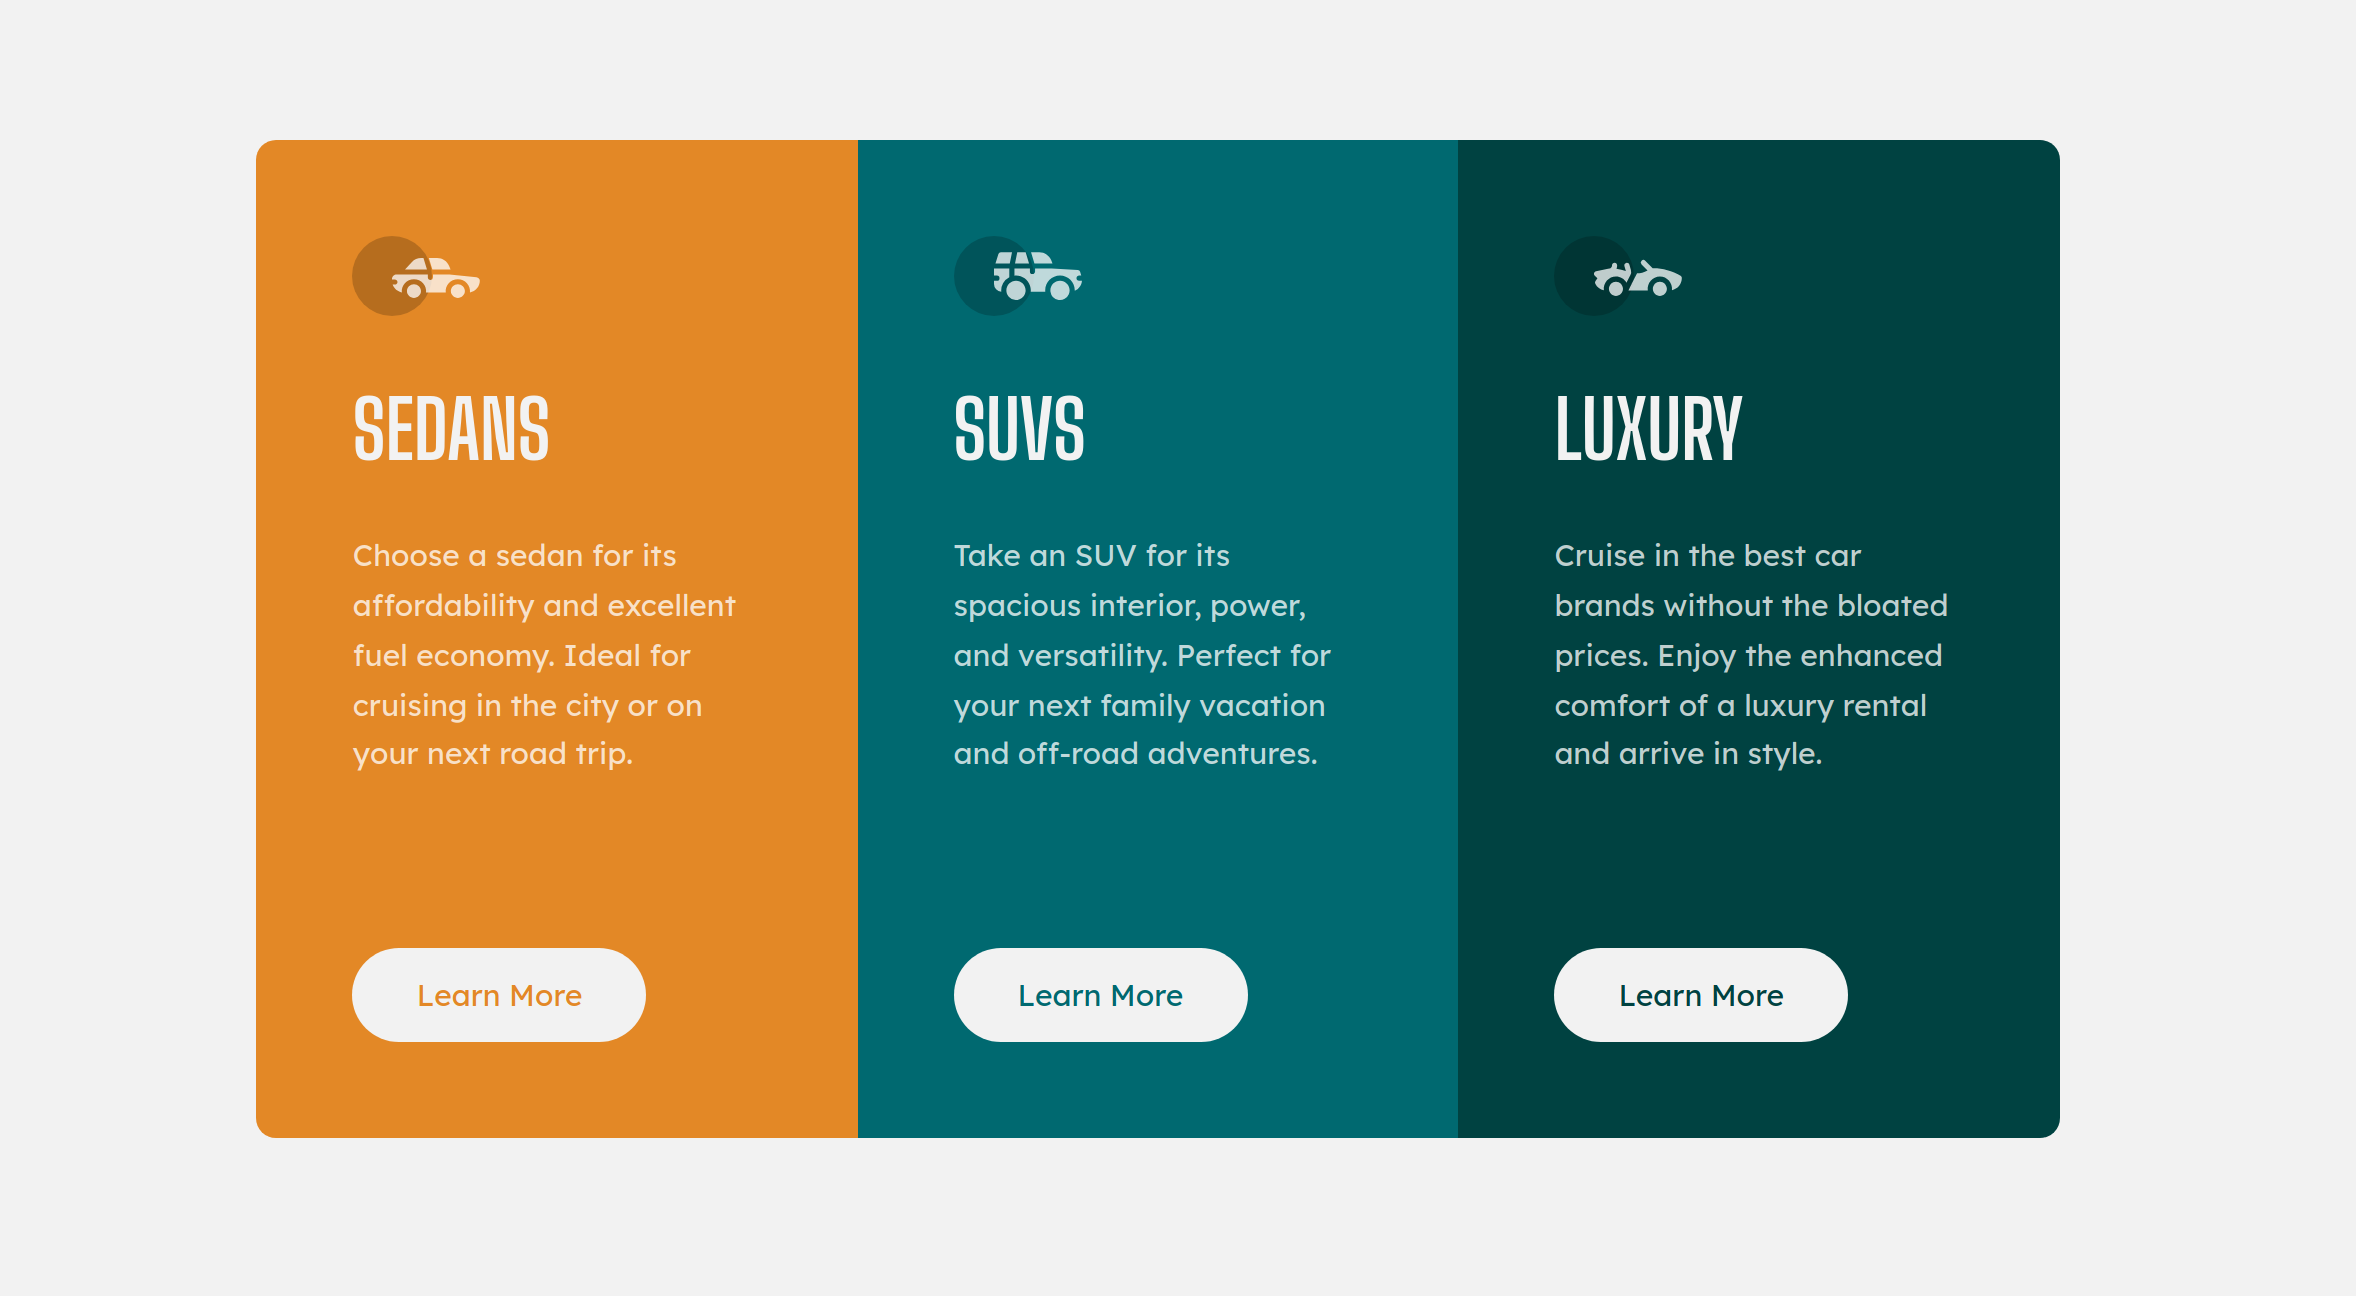 SEDANS
Choose a sedan for its
affordability and excellent
fuel economy. Ideal for
cruising in the city or on
your next road trip.
Learn More
SUVS
Take an SUV for its
spacious interior, power,
and versatility. Perfect for
your next family vacation
and off-road adventures.
Learn More
LUXURY
Cruise in the best car
brands without the bloated
prices. Enjoy the enhanced
comfort of a luxury rental
and arrive in style.
Learn More